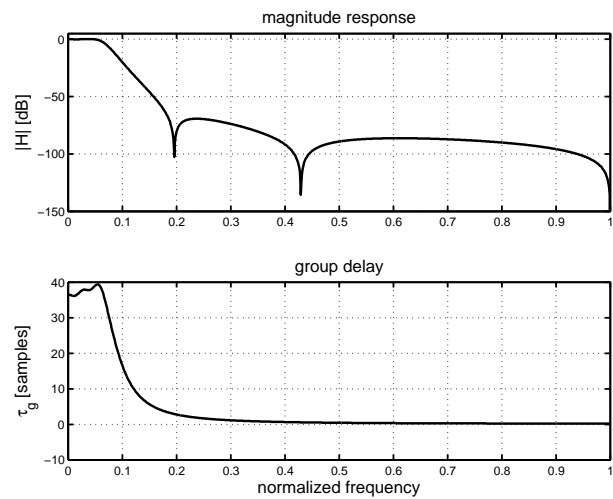 magnitude response
|H| [dB]
0
−50
−100
−150
0 0.1 0.2 0.3 0.4 0.5 0.6 0.7 0.8 0.9 1
group delay
τg [samples]
40
30
20
10
0
−10
0 0.1 0.2 0.3 0.4 0.5 0.6 0.7 0.8 0.9 1
normalized frequency